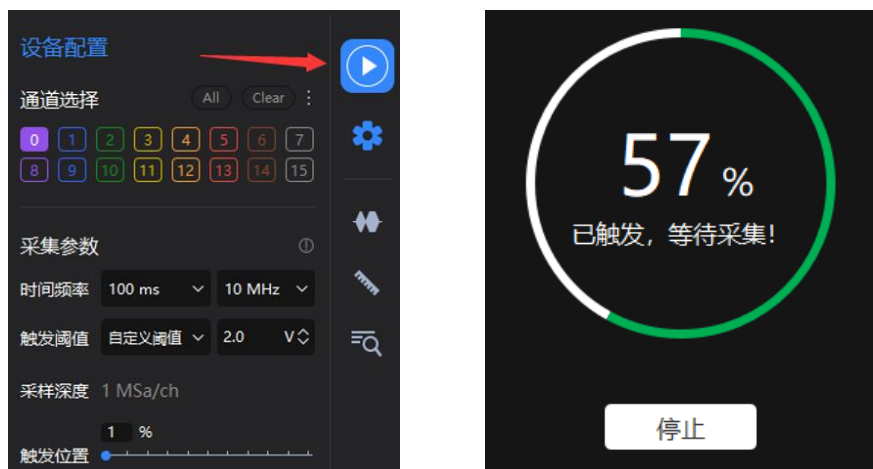 设备配置
通道选择 All Clear
0 1 2 3 4 5 6 7
8 9 10 11 12 13 14 15
采集参数
时间频率 100 ms 10 MHz
触发阈值 自定义阈值 2.0 V
采样深度 1 MSa/ch
1 %
触发位置
57 %
已触发，等待采集!
停止